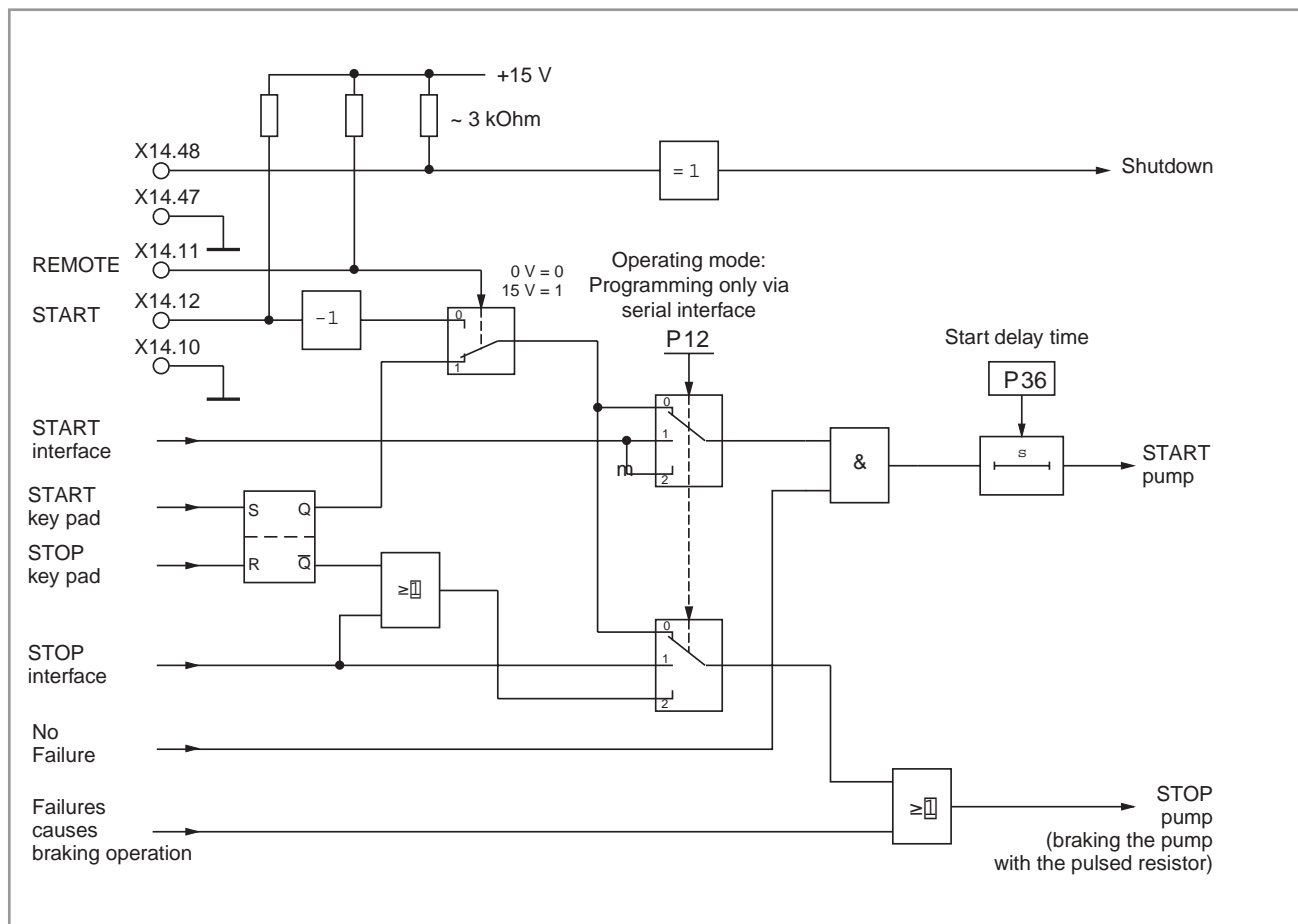 +15 V
~ 3 kOhm
X14.48
= 1
Shutdown
X14.47
REMOTE
X14.11
0 V = 0
15 V = 1
Operating mode:
Programming only via
serial interface
START
X14.12
-1
0
1
P12
Start delay time
X14.10
P36
START
interface
0
1
2
m
&
s
START
pump
START
key pad
S Q
STOP
key pad
R Q̅
≥1
STOP
interface
0
1
2
No
Failure
Failures
causes
braking operation
≥1
STOP
pump
(braking the pump
with the pulsed resistor)